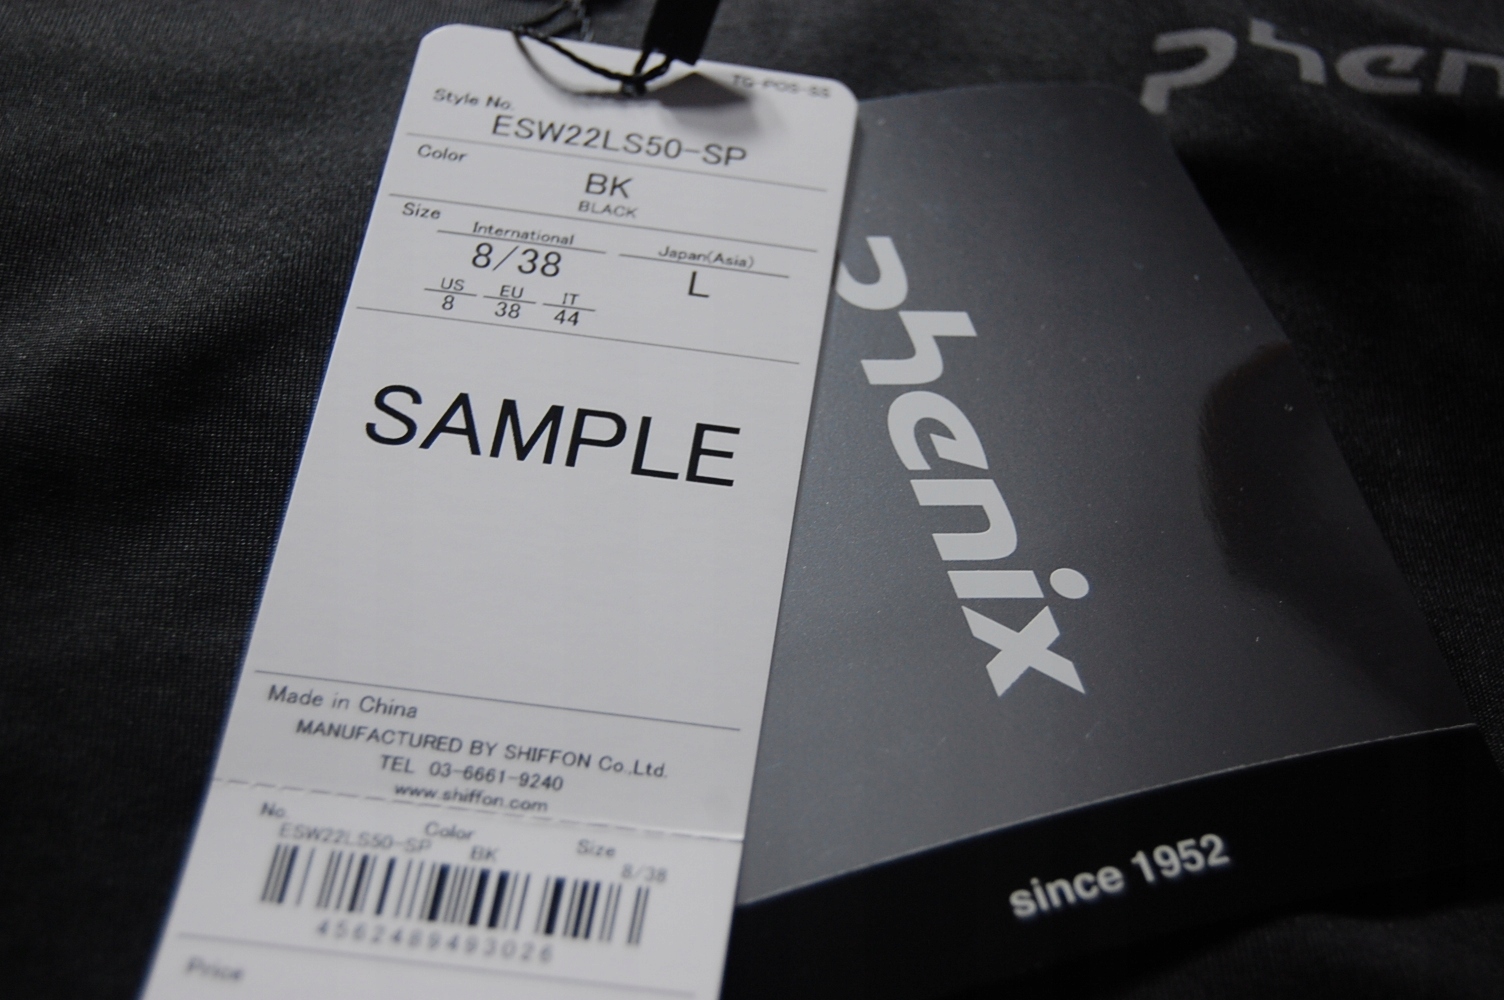 TG-POS-SS
Style No.
ESW22LS50-SP
Color
BK
BLACK
Size
International
8/38
Japan(Asia)
L
US
8
EU
38
IT
44
SAMPLE
Made in China
MANUFACTURED BY SHIFFON Co.,Ltd.
TEL 03-6661-9240
www.shiffon.com
No.
ESW22LS50-SP
Color
BK
Size
8/38
4562489493026
Price
phenix
since 1952
phen